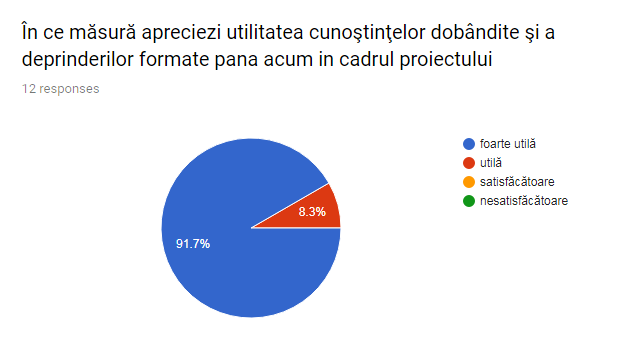 În ce măsură apreciezi utilitatea cunoştinţelor dobândite şi a
deprinderilor formate pana acum in cadrul proiectului
12 responses
foarte utilă
utilă
satisfăcătoare
nesatisfăcătoare
8.3%
91.7%